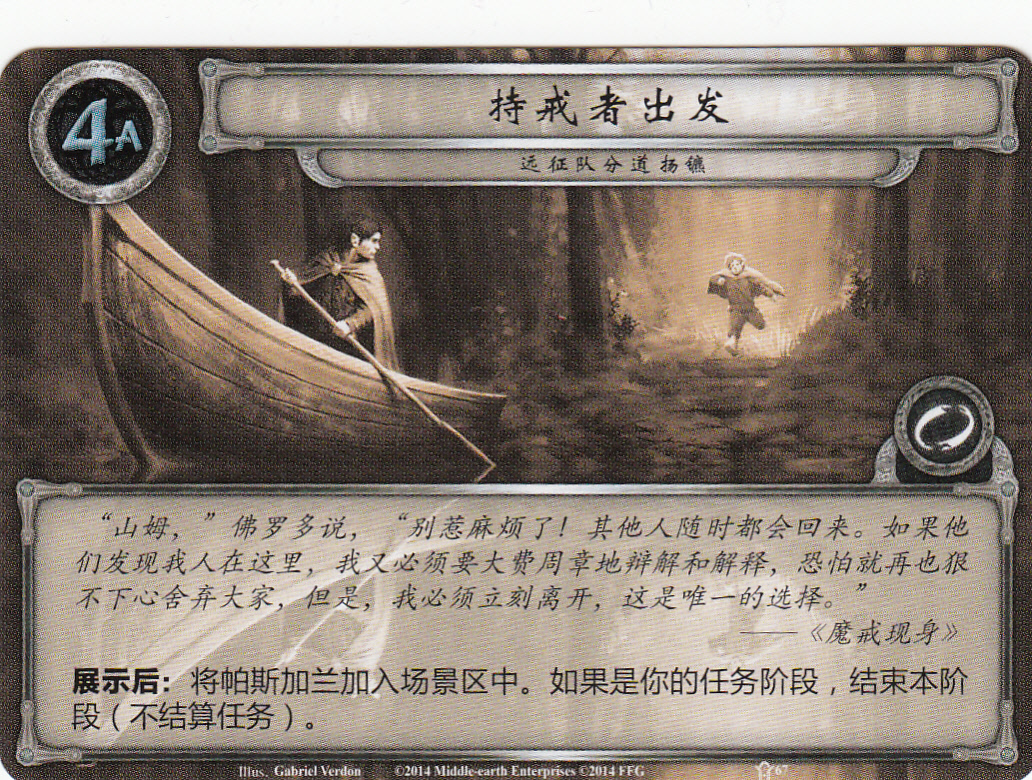 4A
持戒者出发
远征队分道扬镳
“山姆，”佛罗多说，“别惹麻烦了！其他人随时都会回来。如果他
们发现我人在这里，我又必须要大费周章地辩解和解释，恐怕就再也狠
不下心舍弃大家，但是，我必须立刻离开，这是唯一的选择。”
——《魔戒现身》
展示后：将帕斯加兰加入场景区中。如果是你的任务阶段，结束本阶
段（不结算任务）。
Illus. Gabriel Verdon ©2014 Middle-earth Enterprises ©2014 FFG 67